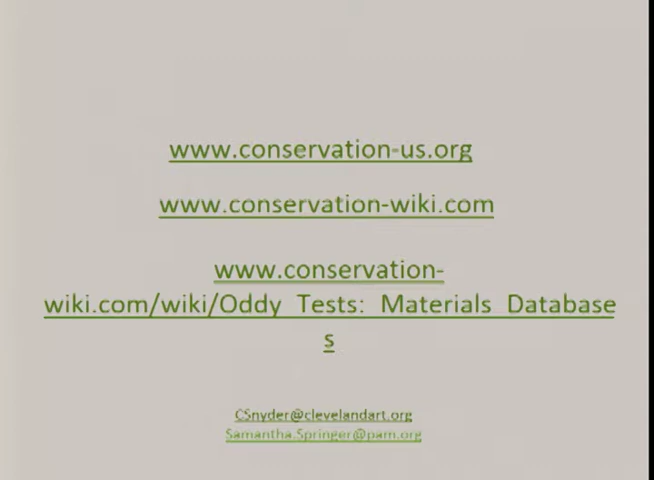 www.conservation-us.org
www.conservation-wiki.com
www.conservation-
wiki.com/wiki/Oddy_Tests:_Materials_Database
s
CSnyder@clevelandart.org
Samantha.Springer@pam.org